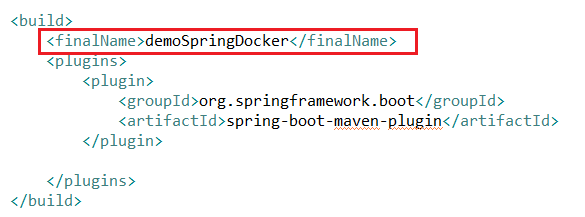 <build>
<finalName>demoSpringDocker</finalName>
<plugins>
<plugin>
<groupId>org.springframework.boot</groupId>
<artifactId>spring-boot-maven-plugin</artifactId>
</plugin>
</plugins>
</build>